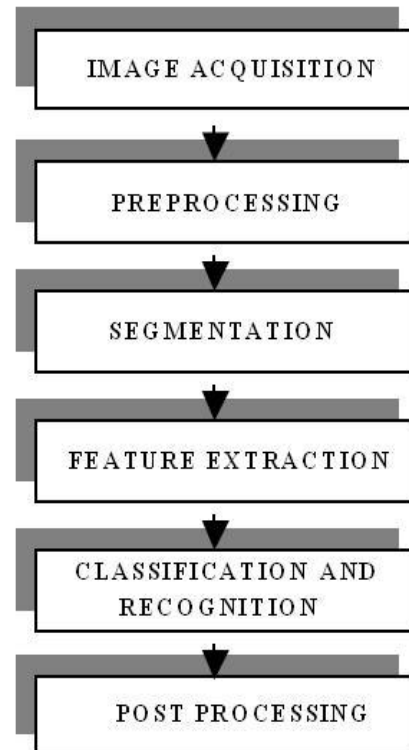 IMAGE ACQUISITION
PREPROCESSING
SEGMENTATION
FEATURE EXTRACTION
CLASSIFICATION AND
RECOGNITION
POST PROCESSING